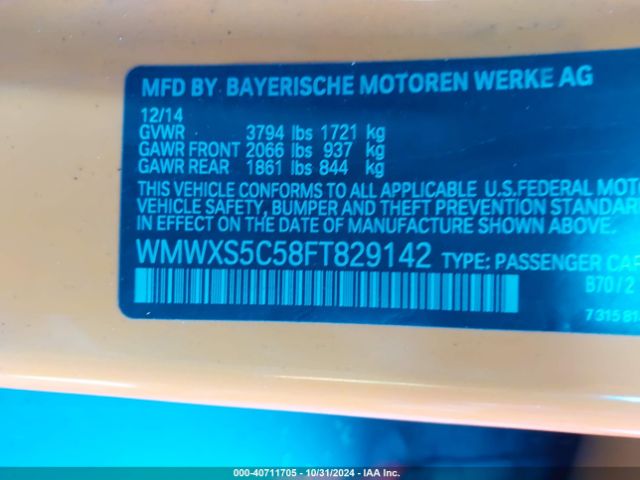 MFD BY BAYERISCHE MOTOREN WERKE AG
12/14
GVWR 3794 lbs 1721 kg
GAWR FRONT 2066 lbs 937 kg
GAWR REAR 1861 lbs 844 kg
THIS VEHICLE CONFORMS TO ALL APPLICABLE U.S.FEDERAL MOT
VEHICLE SAFETY, BUMPER AND THEFT PREVENTION STANDARD
IN EFFECT ON THE DATE OF MANUFACTURE SHOWN ABOVE.
WMWXS5C58FT829142 TYPE: PASSENGER CAR
B70/2
731581
000-40711705 - 10/31/2024 - IAA Inc.